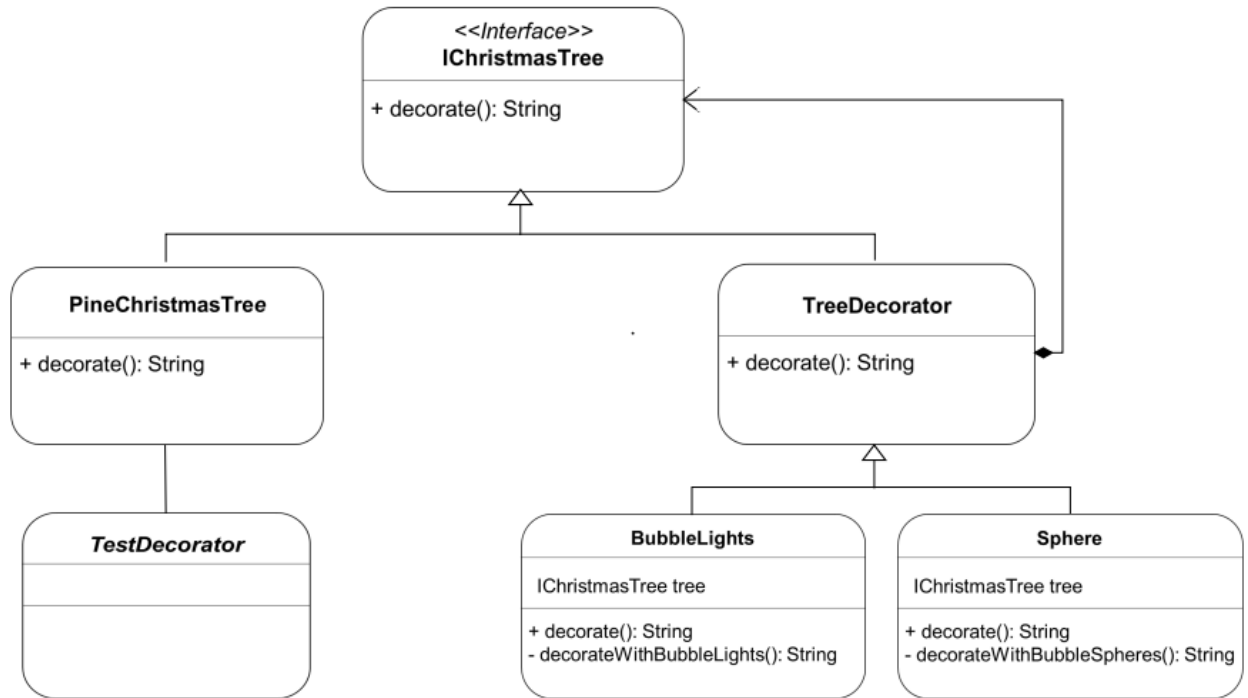 <<Interface>>
IChristmasTree
+ decorate(): String
PineChristmasTree
+ decorate(): String
TreeDecorator
+ decorate(): String
TestDecorator
BubbleLights
IChristmasTree tree
+ decorate(): String
- decorateWithBubbleLights(): String
Sphere
IChristmasTree tree
+ decorate(): String
- decorateWithBubbleSpheres(): String